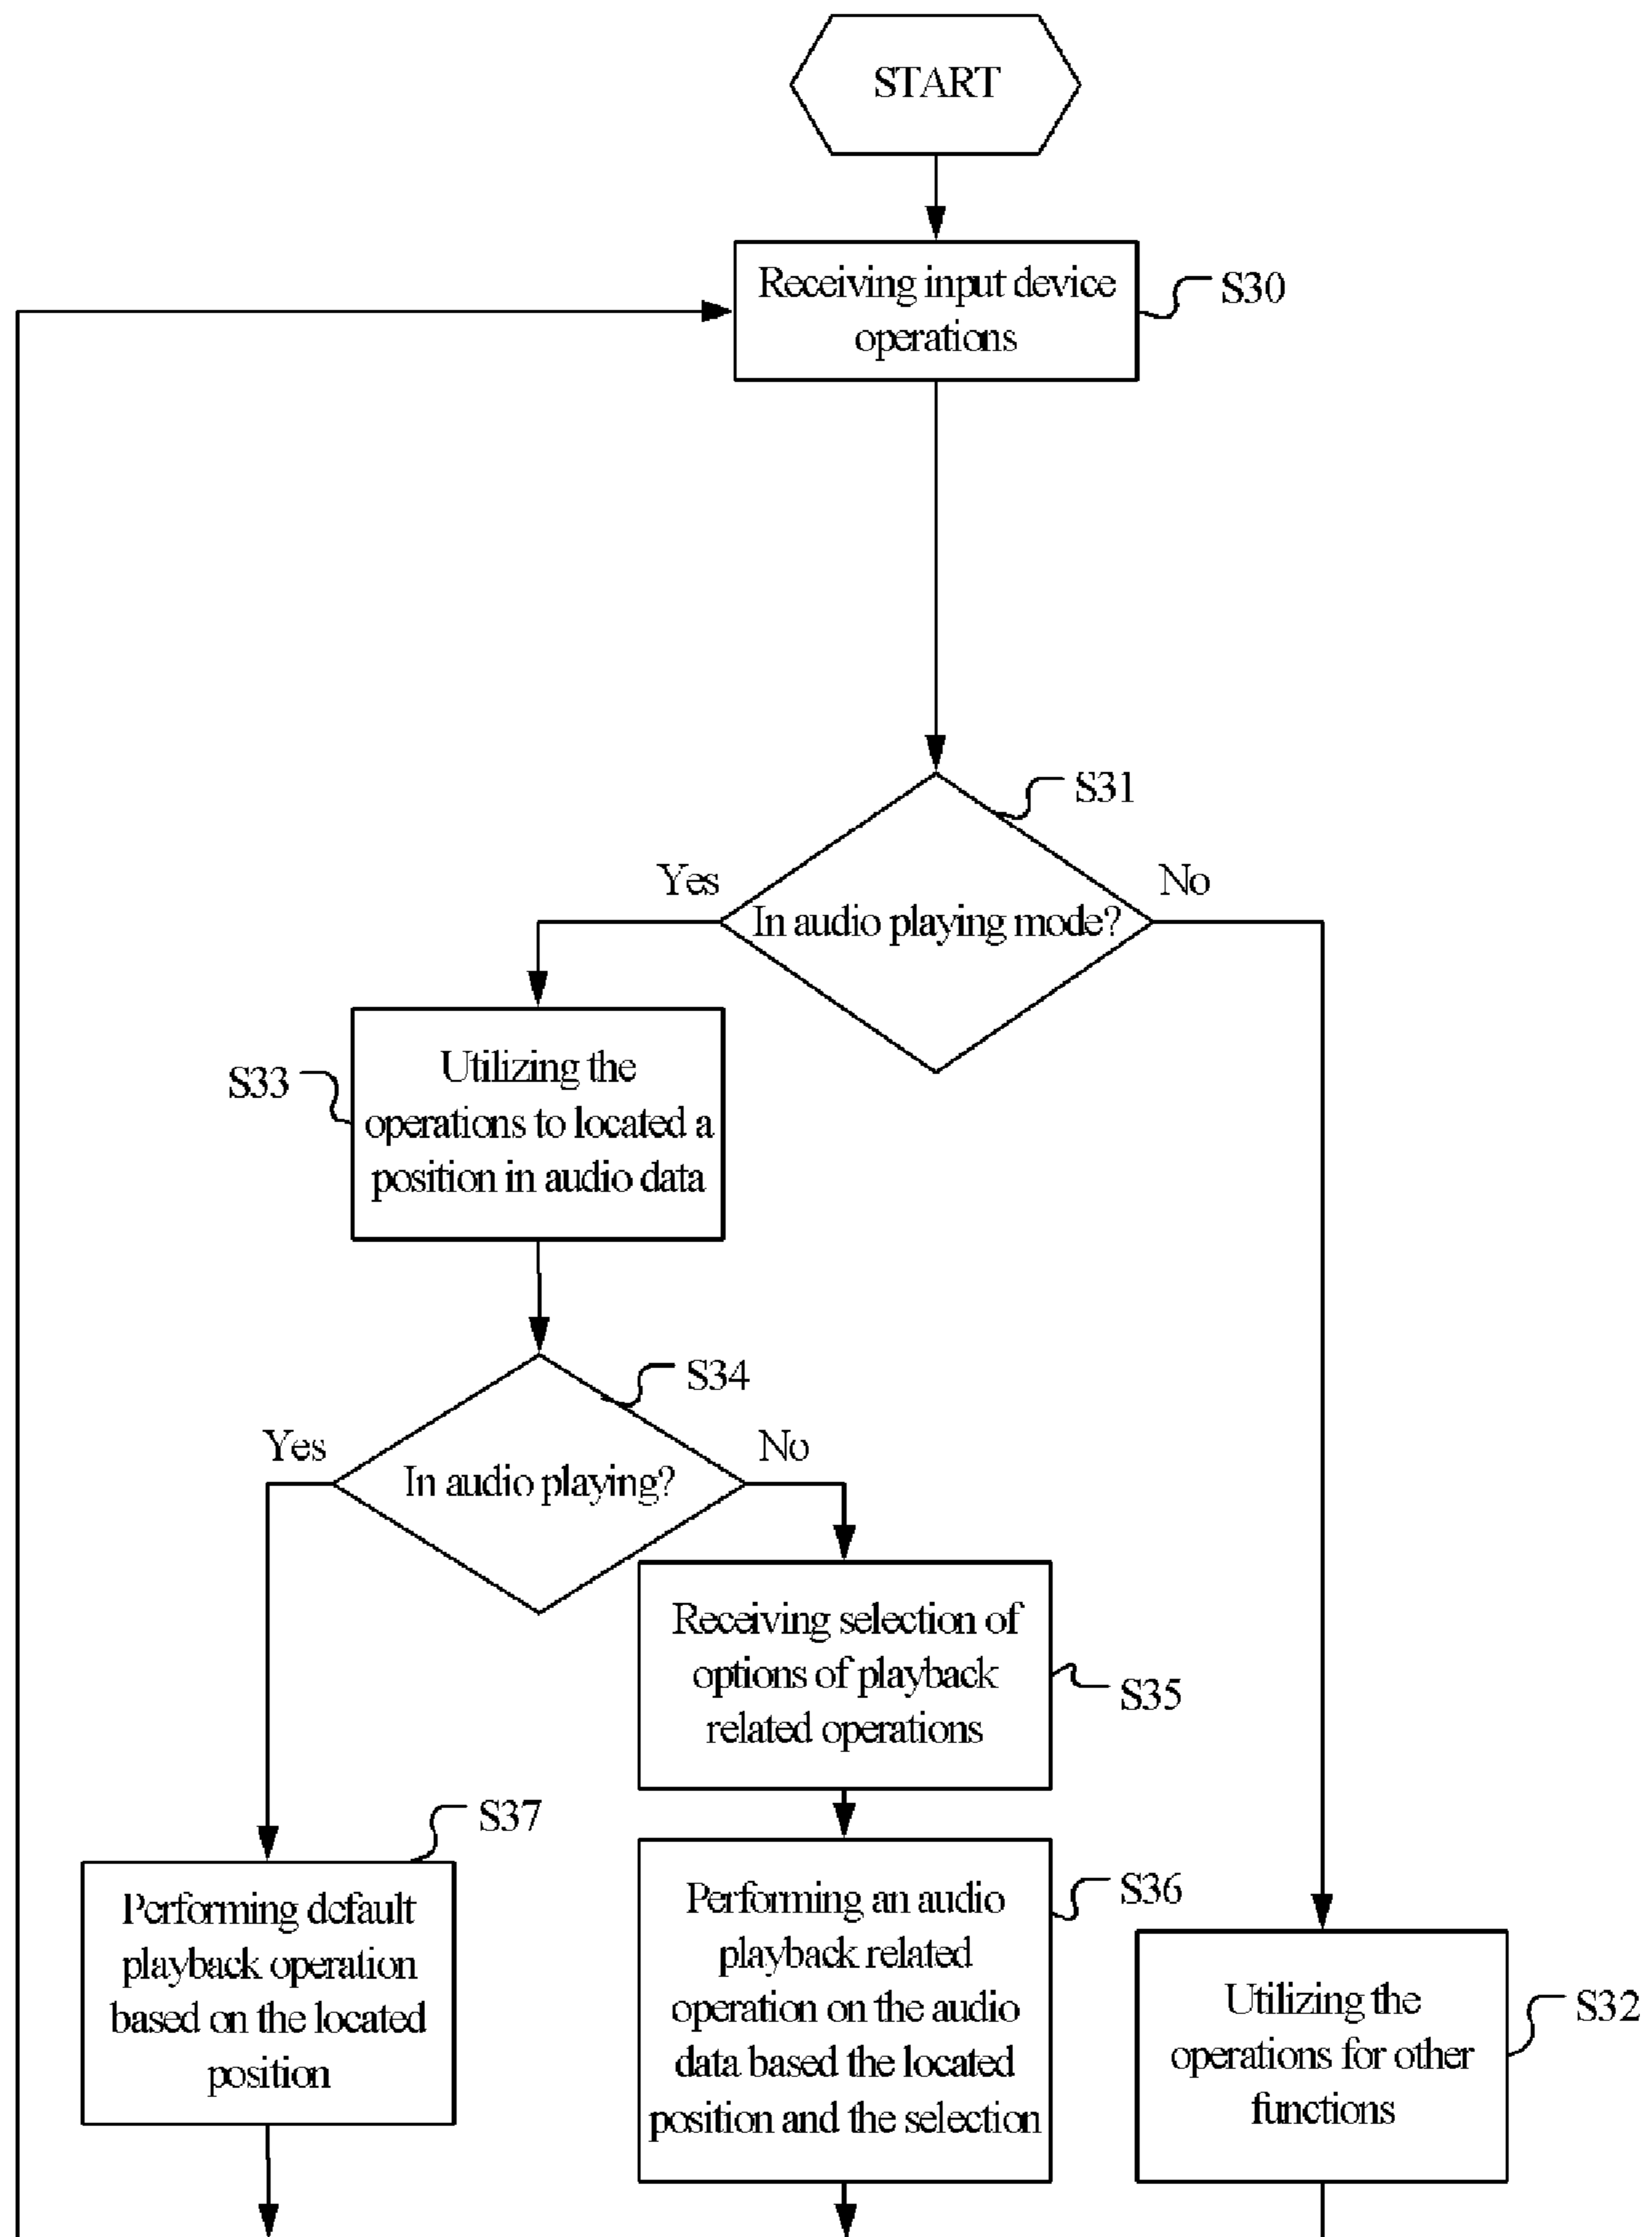 START
Receiving input device
operations
S30
S31
Yes
No
In audio playing mode?
S33
Utilizing the
operations to located a
position in audio data
S34
Yes
No
In audio playing?
Receiving selection of
options of playback
related operations
S35
S37
Performing default
playback operation
based on the located
position
Performing an audio
playback related
operation on the audio
data based the located
position and the selection
S36
Utilizing the
operations for other
functions
S32